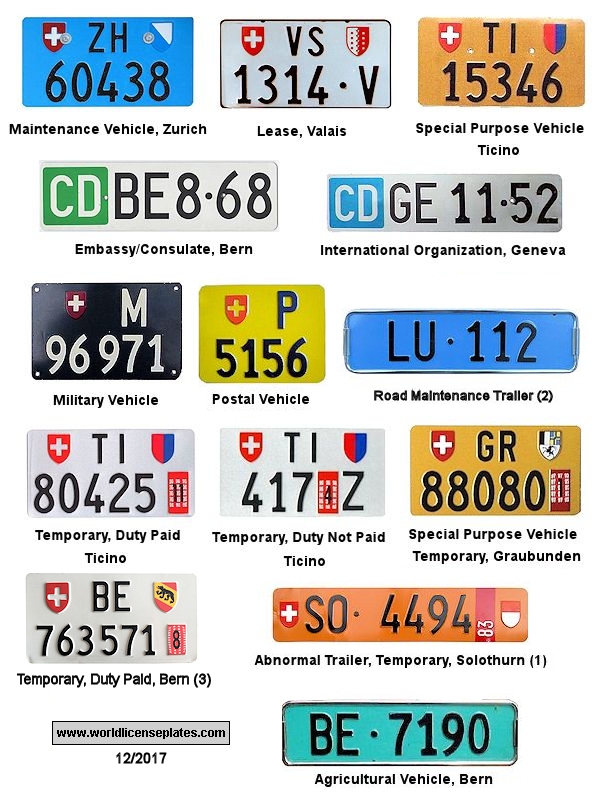 ZH
60438
VS
1314·V
TI
15346
Maintenance Vehicle, Zurich
Lease, Valais
Special Purpose Vehicle
Ticino
CD BE8·68
CD GE 11·52
Embassy/Consulate, Bern
International Organization, Geneva
M
96971
P
5156
LU·112
Military Vehicle
Postal Vehicle
Road Maintenance Trailer (2)
TI
80425
TI
417 Z
GR
88080
Temporary, Duty Paid
Ticino
Temporary, Duty Not Paid
Ticino
Special Purpose Vehicle
Temporary, Graubunden
BE
763571 8
SO· 4494 83
Temporary, Duty Paid, Bern (3)
Abnormal Trailer, Temporary, Solothurn (1)
www.worldlicenseplates.com
12/2017
BE·7190
Agricultural Vehicle, Bern